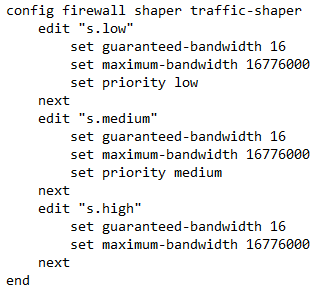 config firewall shaper traffic-shaper
    edit "s.low"
        set guaranteed-bandwidth 16
        set maximum-bandwidth 16776000
        set priority low
    next
    edit "s.medium"
        set guaranteed-bandwidth 16
        set maximum-bandwidth 16776000
        set priority medium
    next
    edit "s.high"
        set guaranteed-bandwidth 16
        set maximum-bandwidth 16776000
    next
end